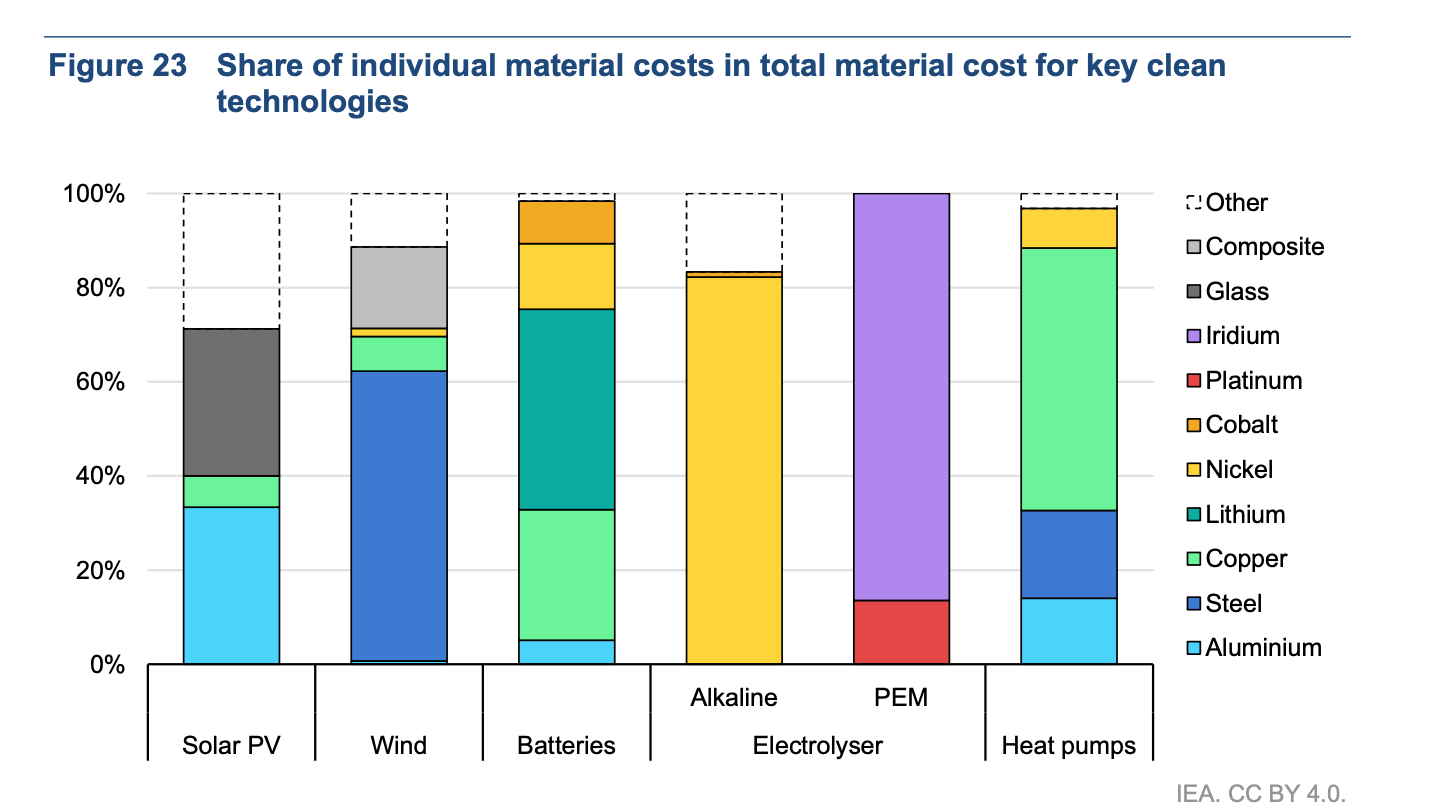 Figure 23 Share of individual material costs in total material cost for key clean
technologies
100%
80%
60%
40%
20%
0%
Other
Composite
Glass
Iridium
Platinum
Cobalt
Nickel
Lithium
Copper
Steel
Aluminium
Alkaline PEM
Solar PV Wind Batteries Electrolyser Heat pumps
IEA. CC BY 4.0.